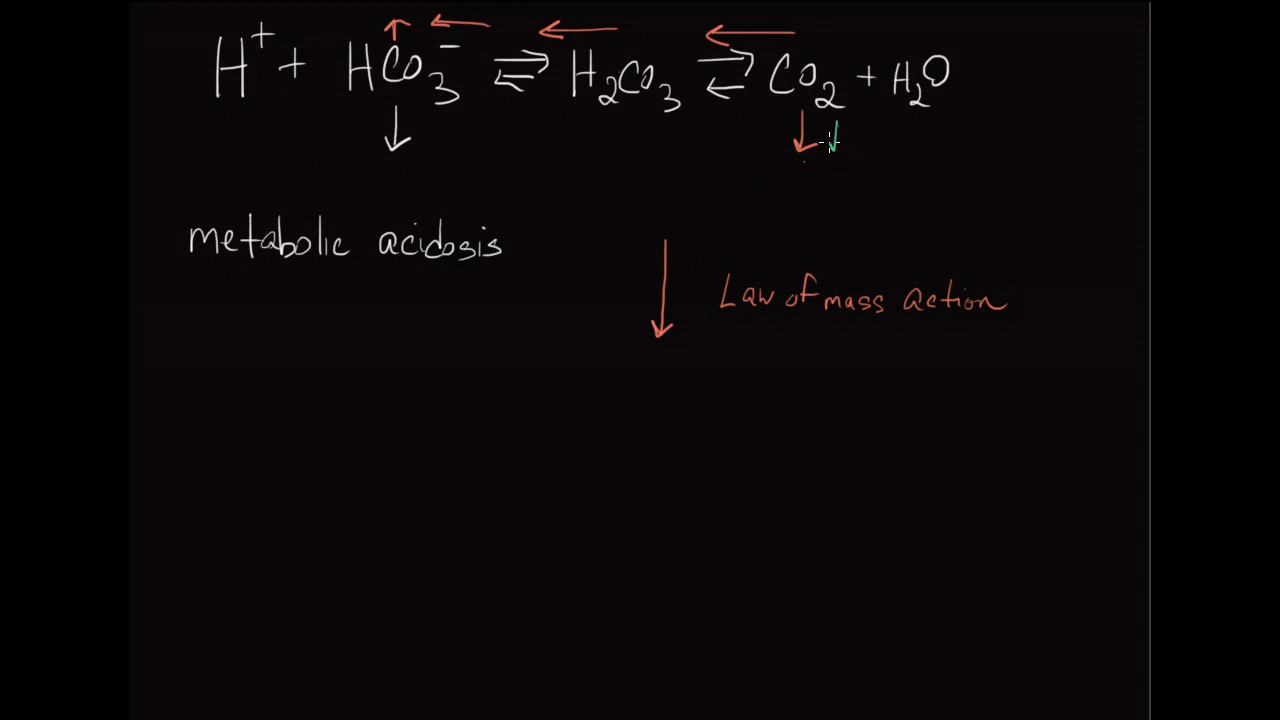 H⁺ + HCO₃⁻ ⇌ H₂CO₃ ⇌ CO₂ + H₂O
metabolic acidosis
Law of mass action